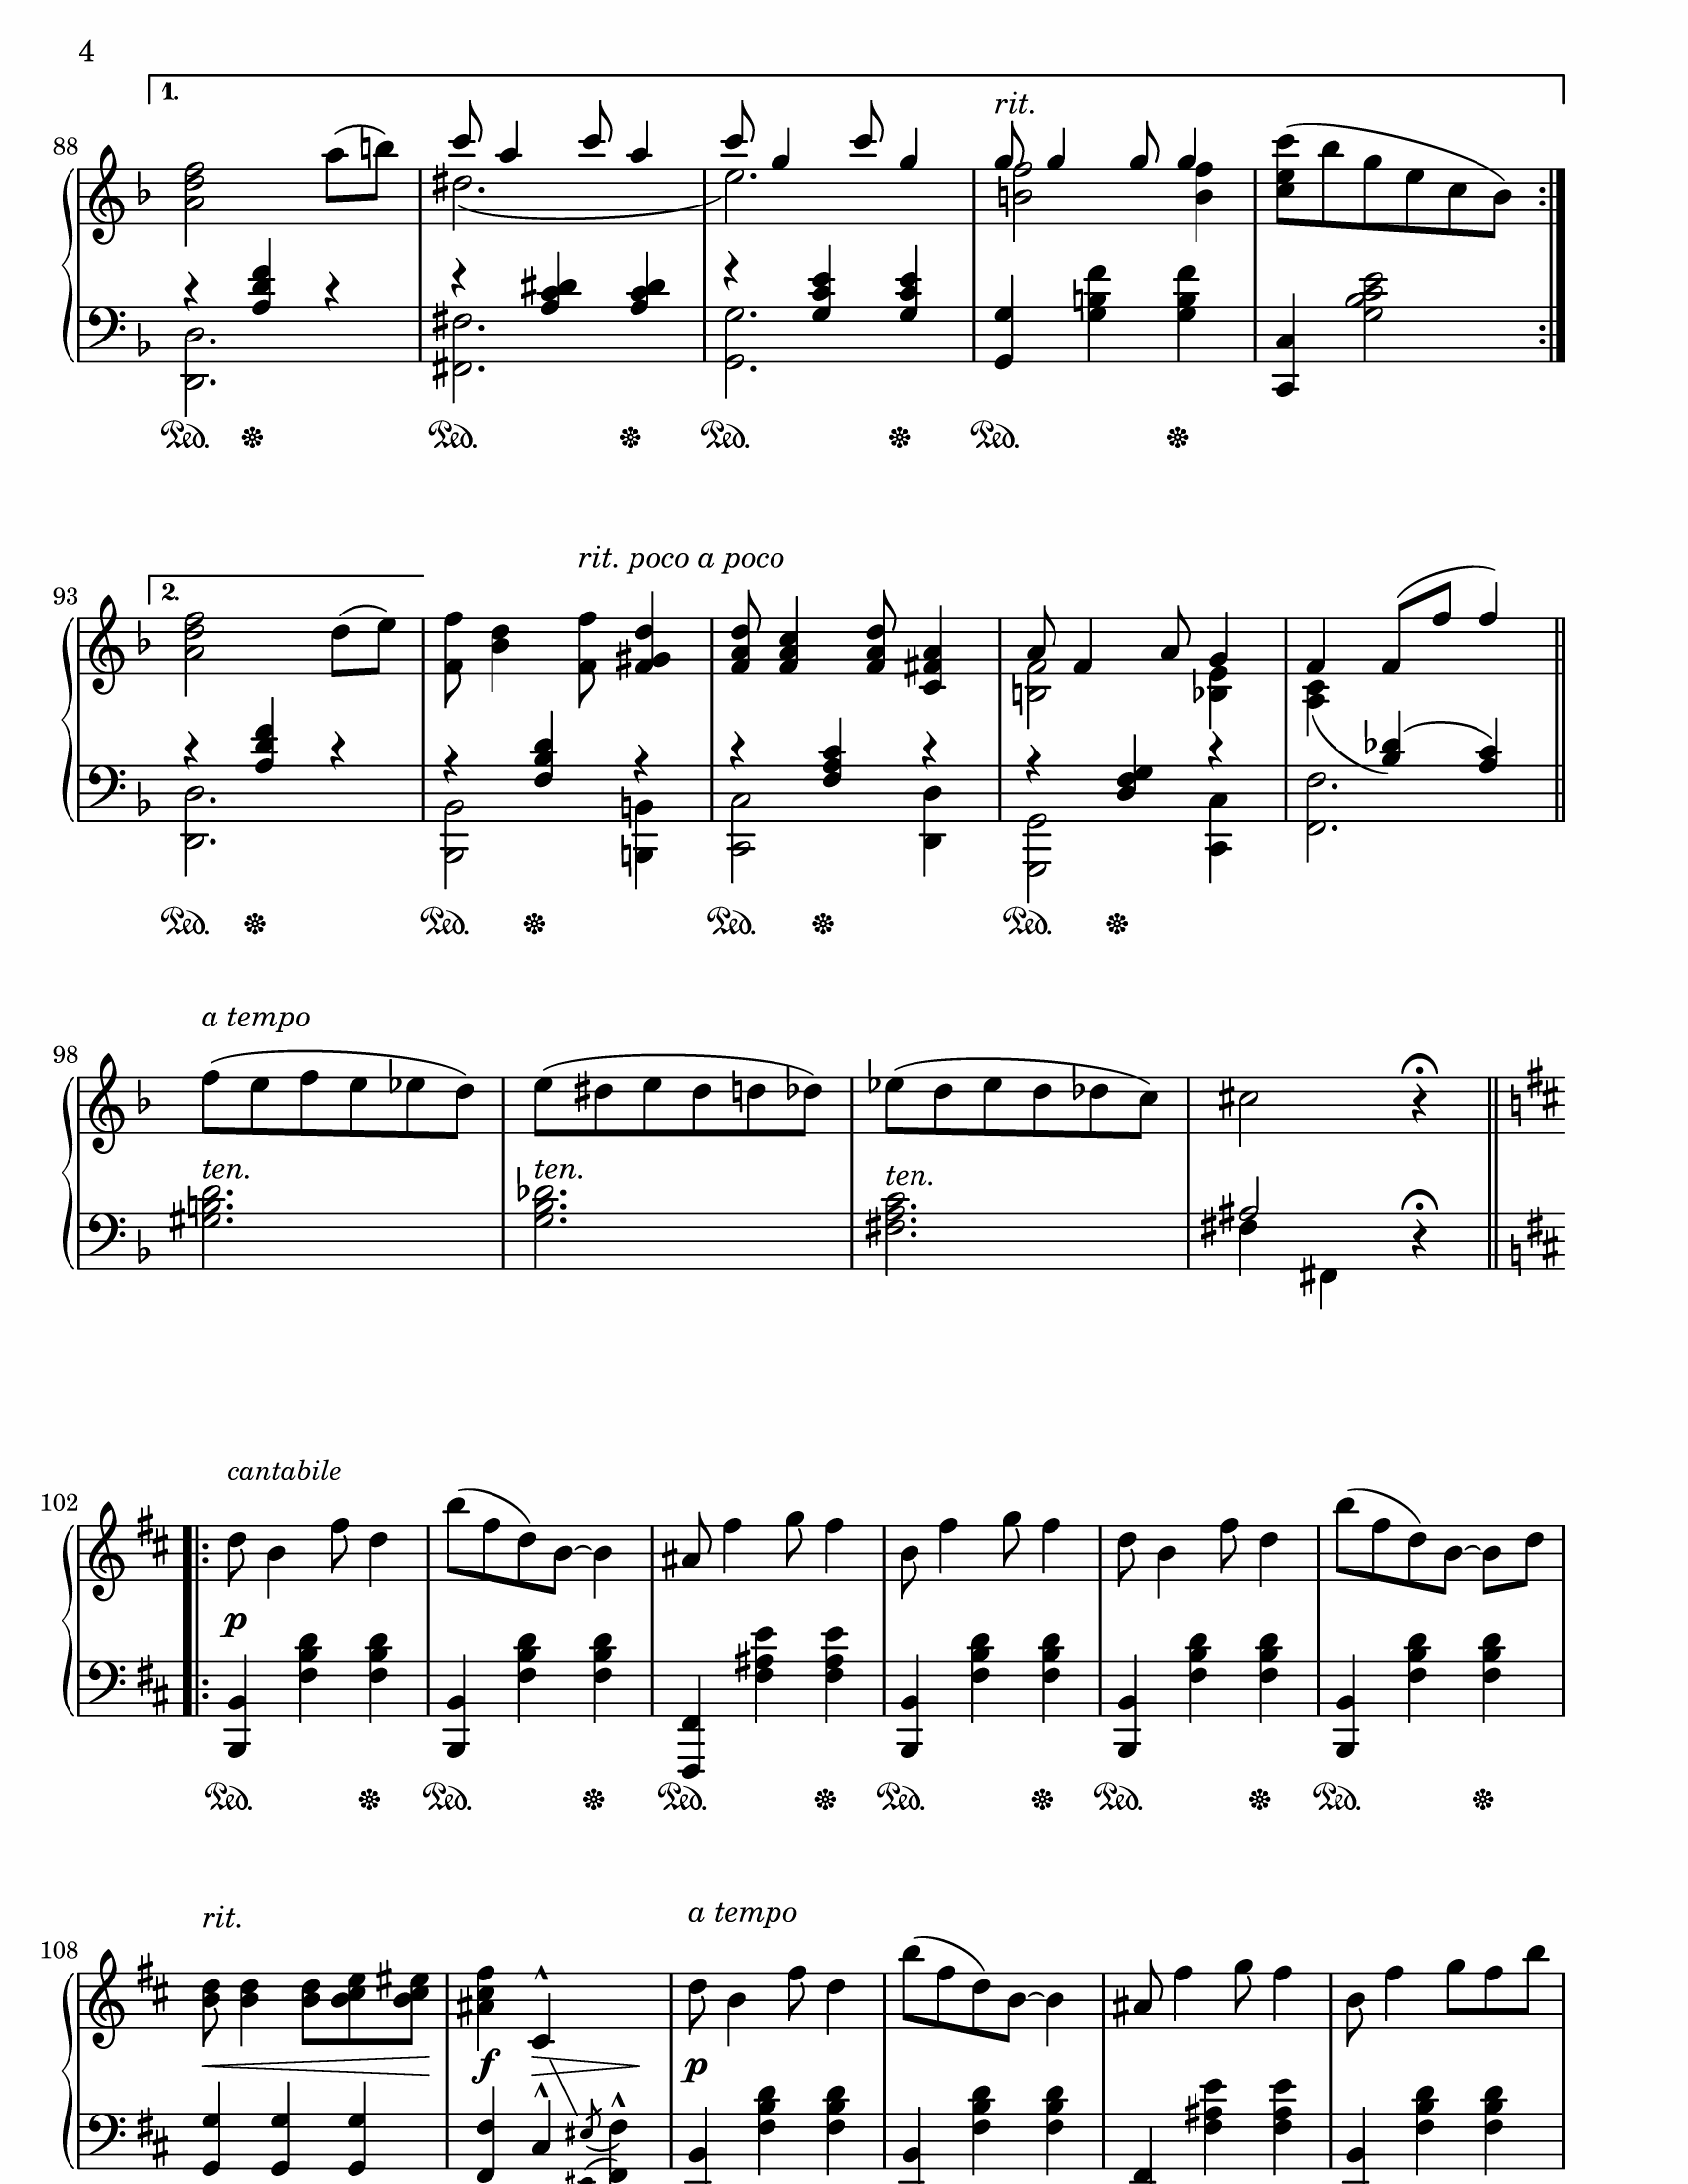 4
1.
rit.
88
Ped. Ped. Ped. Ped.
rit. poco a poco
2.
93
Ped. Ped. Ped. Ped.
a tempo
98
ten. ten. ten.
cantabile
102
p
Ped. Ped. Ped. Ped. Ped. Ped.
rit. a tempo
108
f p